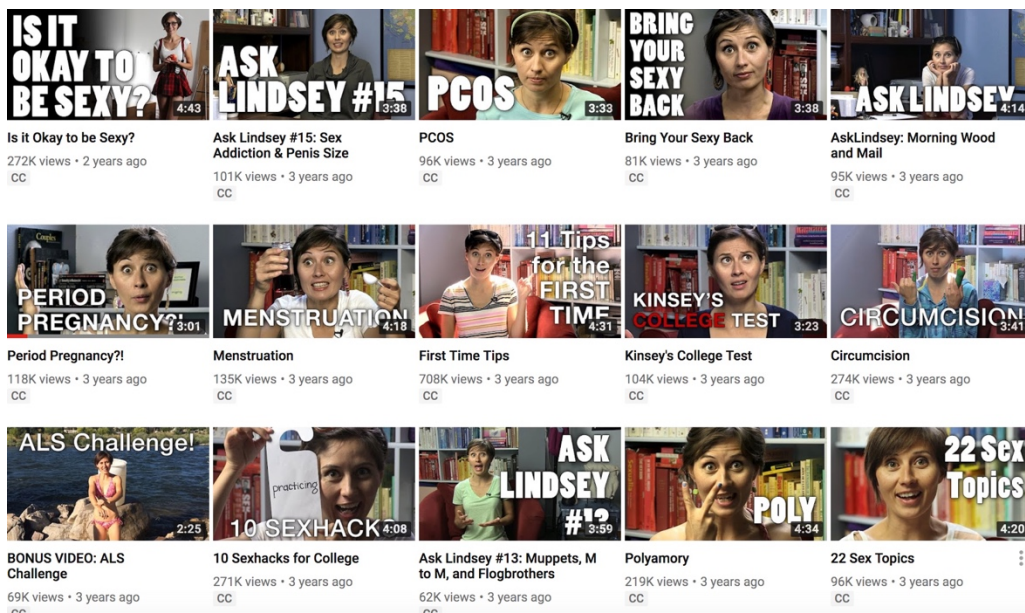 IS IT
OKAY TO
BE SEXY?
4:43
ASK
LINDSEY #15
3:38
PCOS
3:33
BRING
YOUR
SEXY
BACK
3:38
ASK LINDSEY
4:14
Is it Okay to be Sexy?
272K views • 2 years ago
CC
Ask Lindsey #15: Sex
Addiction & Penis Size
101K views • 3 years ago
CC
PCOS
96K views • 3 years ago
CC
Bring Your Sexy Back
81K views • 3 years ago
CC
AskLindsey: Morning Wood
and Mail
95K views • 3 years ago
CC
Couples
PERIOD
PREGNANCY?!
3:01
MENSTRUATION
4:18
11 Tips
for the
FIRST
TIME
4:31
KINSEY'S
COLLEGE TEST
3:23
CIRCUMCISION
3:41
Period Pregnancy?!
118K views • 3 years ago
CC
Menstruation
135K views • 3 years ago
CC
First Time Tips
708K views • 3 years ago
CC
Kinsey's College Test
104K views • 3 years ago
CC
Circumcision
274K views • 3 years ago
CC
ALS Challenge!
2:25
practicing
10 SEXHACK
4:08
ASK
LINDSEY
#13
3:59
POLY
4:34
22 Sex
Topics
4:20
BONUS VIDEO: ALS
Challenge
69K views • 3 years ago
CC
10 Sexhacks for College
271K views • 3 years ago
CC
Ask Lindsey #13: Muppets, M
to M, and Flogbrothers
62K views • 3 years ago
CC
Polyamory
219K views • 3 years ago
CC
22 Sex Topics
96K views • 3 years ago
CC